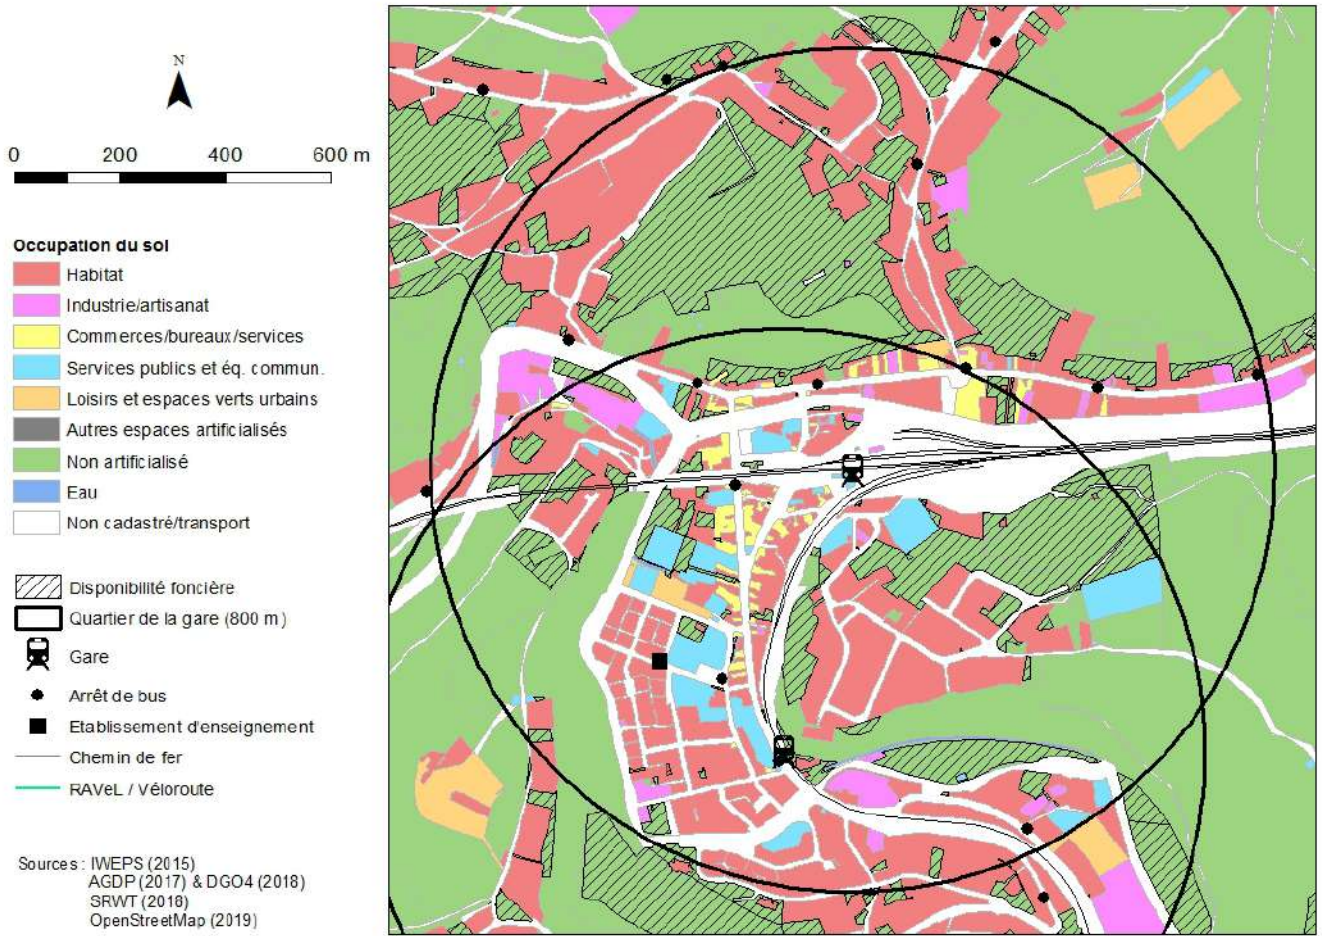 N
0 200 400 600 m
Occupation du sol
Habitat
Industrie/artisanat
Commerces/bureaux/services
Services publics et éq. commun.
Loisirs et espaces verts urbains
Autres espaces artificialisés
Non artificialisé
Eau
Non cadastré/transport
Disponibilité foncière
Quartier de la gare (800 m)
Gare
Arrêt de bus
Etablissement d'enseignement
Chemin de fer
RAVeL / Véloroute
Sources : IWEPS (2015)
AGDP (2017) & DGO4 (2018)
SRWT (2018)
OpenStreetMap (2019)